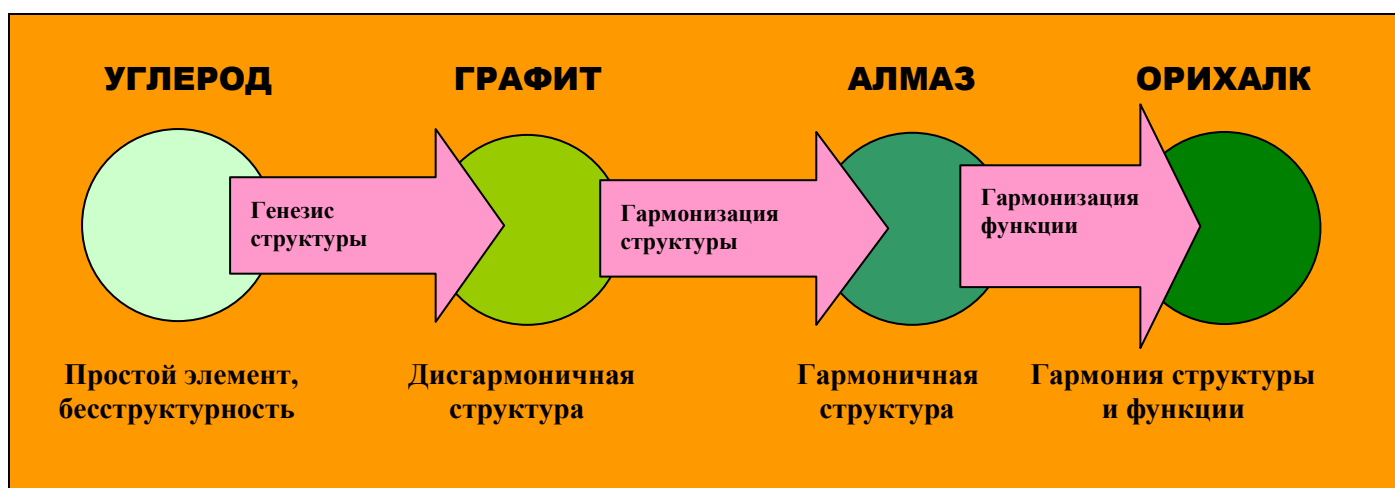 УГЛЕРОД
ГРАФИТ
АЛМАЗ
ОРИХАЛК
Генезис
структуры
Гармонизация
структуры
Гармонизация
функции
Простой элемент,
бесструктурность
Дисгармоничная
структура
Гармоничная
структура
Гармония структуры
и функции